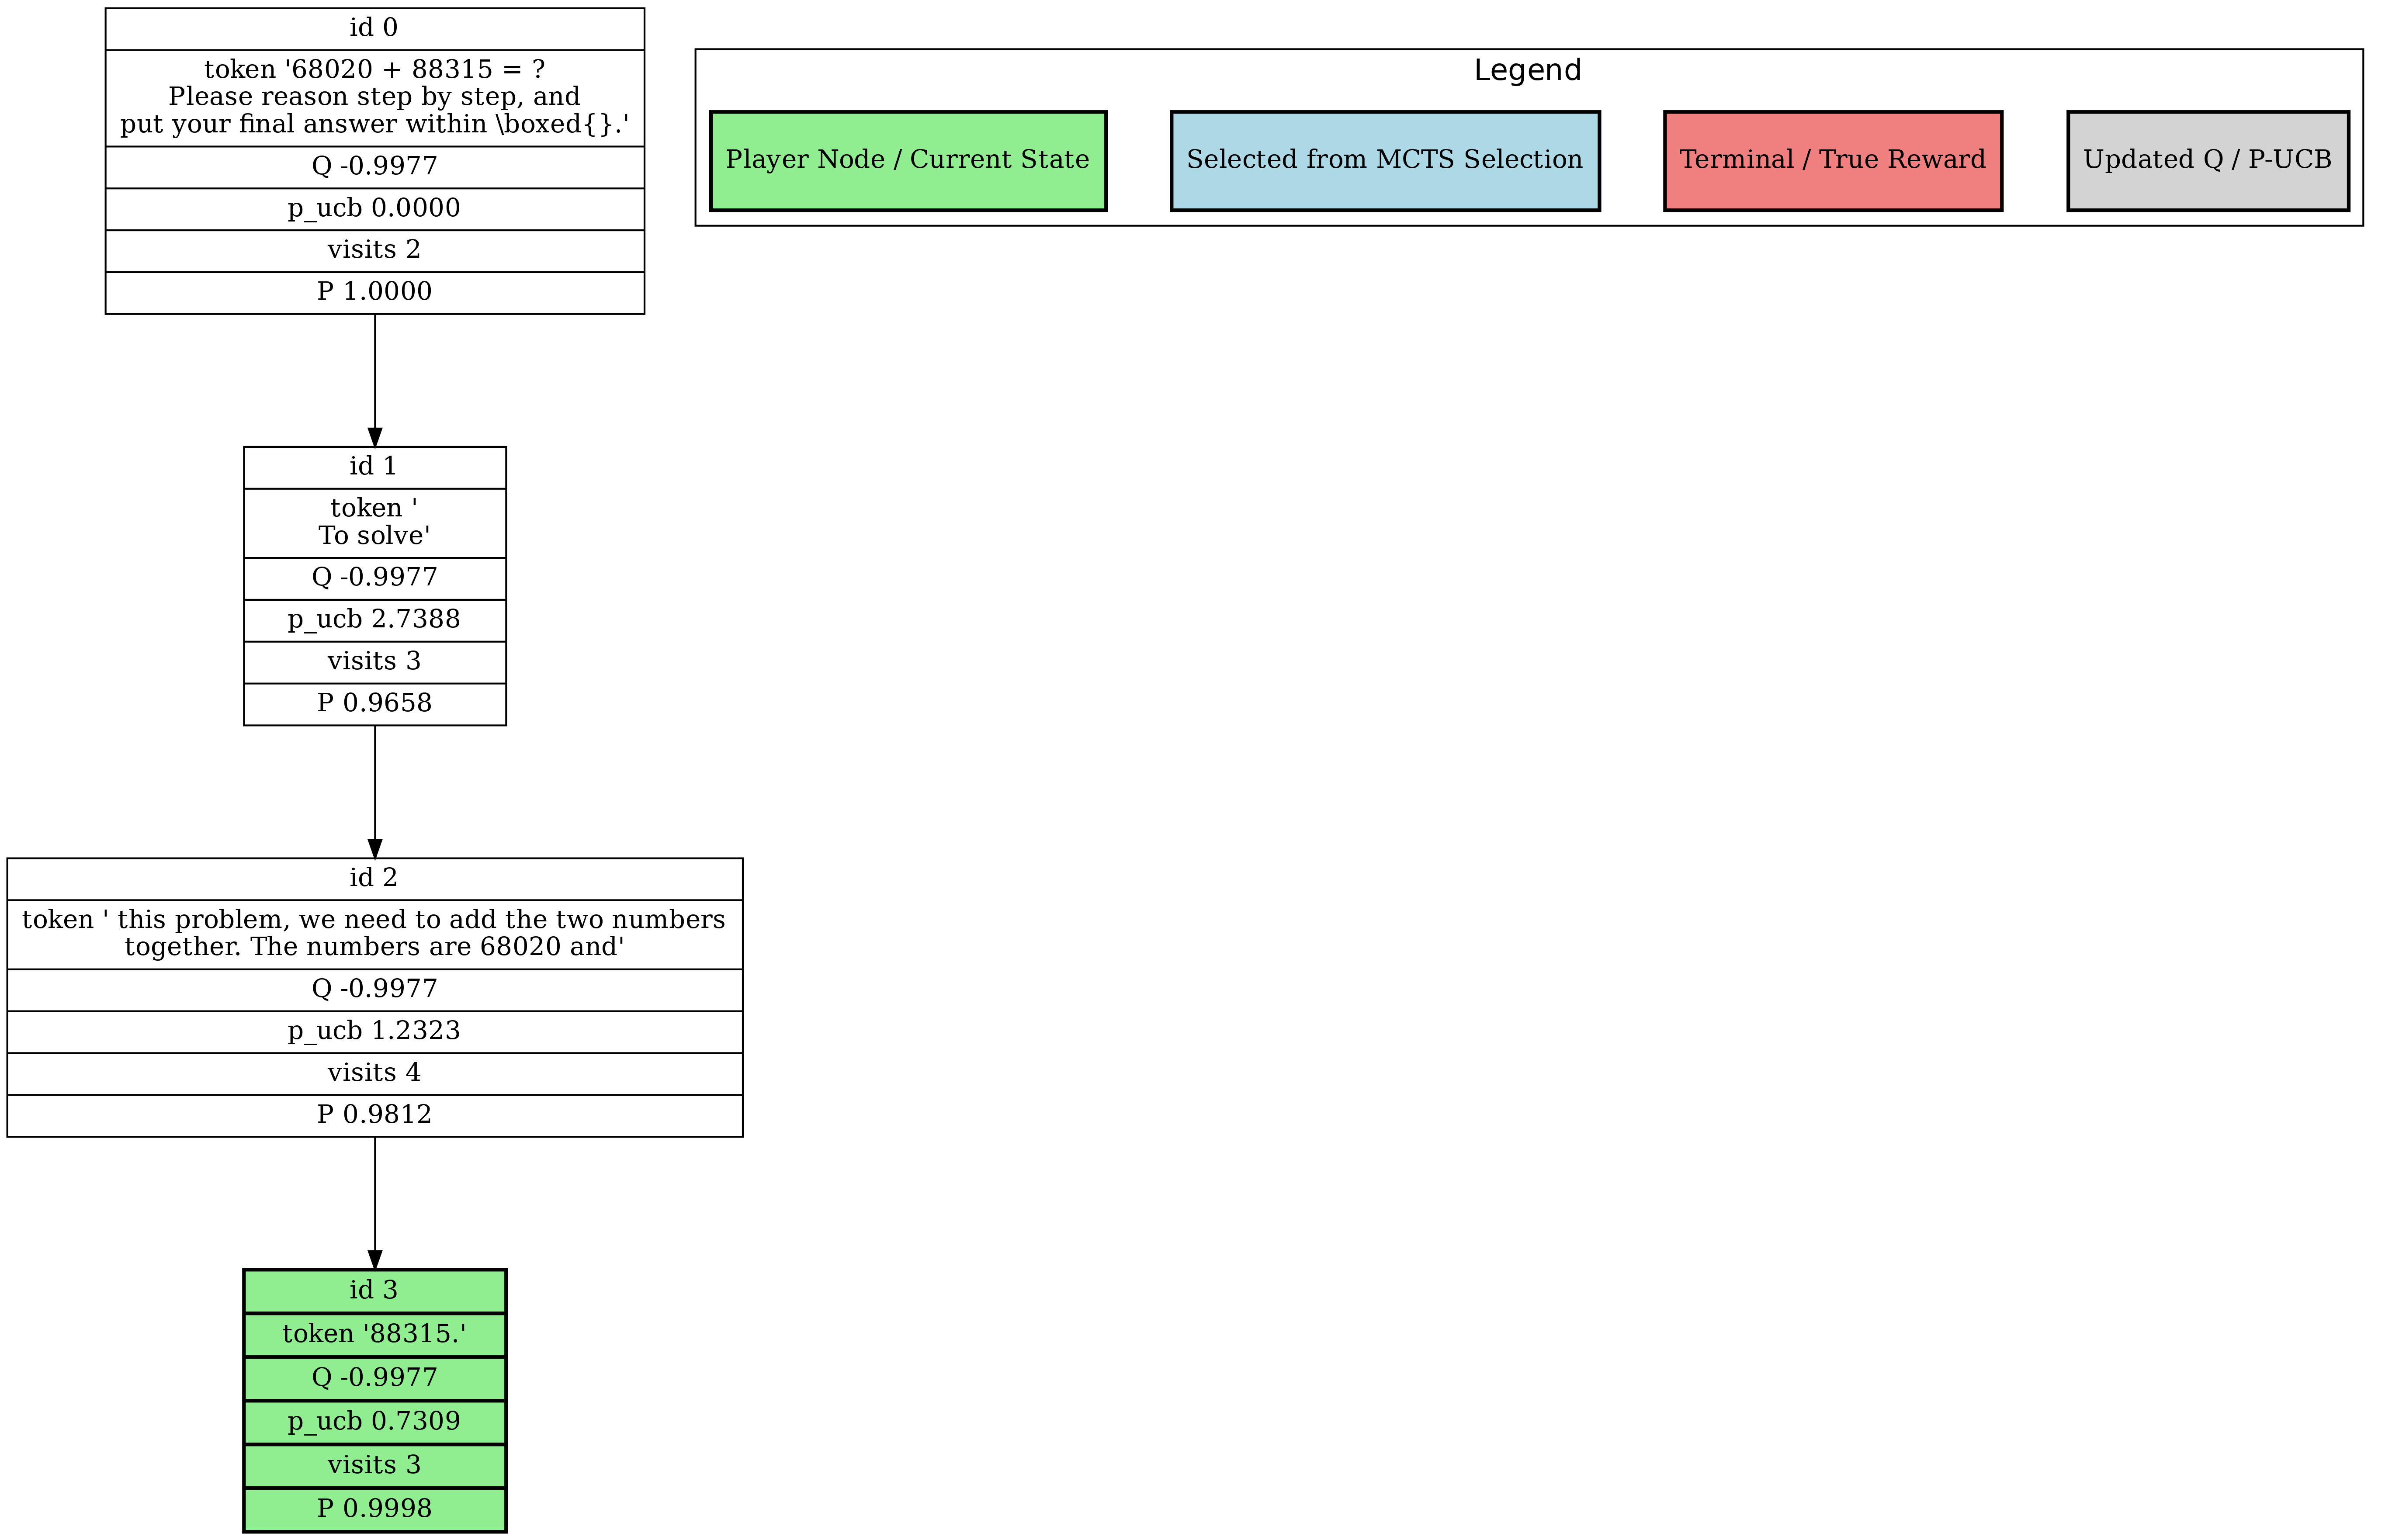 id 0
token '68020 + 88315 = ?
Please reason step by step, and
put your final answer within \boxed{}.'
Q -0.9977
p_ucb 0.0000
visits 2
P 1.0000
Legend
Player Node / Current State
Selected from MCTS Selection
Terminal / True Reward
Updated Q / P-UCB
id 1
token '
To solve'
Q -0.9977
p_ucb 2.7388
visits 3
P 0.9658
id 2
token ' this problem, we need to add the two numbers
together. The numbers are 68020 and'
Q -0.9977
p_ucb 1.2323
visits 4
P 0.9812
id 3
token '88315.'
Q -0.9977
p_ucb 0.7309
visits 3
P 0.9998